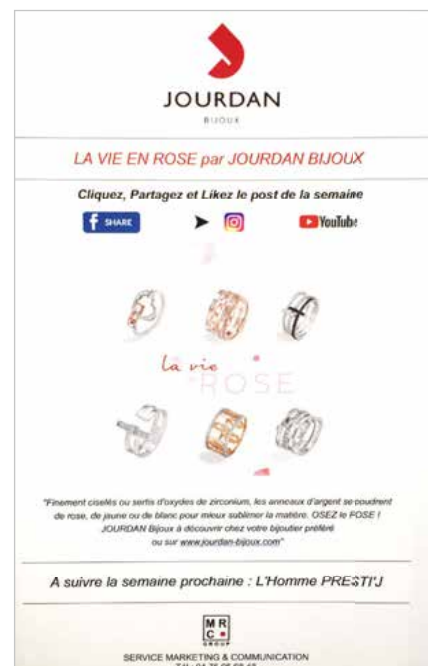 JOURDAN
BIJOUX
LA VIE EN ROSE par JOURDAN BIJOUX
Cliquez, Partagez et Likez le post de la semaine
f SHARE
YouTube
la vie
ROSE
"Finement ciselés ou sertis d'oxydes de zirconium, les anneaux d'argent se poudrent
de rose, de jaune ou de blanc pour mieux sublimer la matière. OSEZ le ROSE !
JOURDAN Bijoux à découvrir chez votre bijoutier préféré
ou sur www.jourdan-bijoux.com"
A suivre la semaine prochaine : L'Homme PRESTI'J
MR
C
GROUP
SERVICE MARKETING & COMMUNICATION